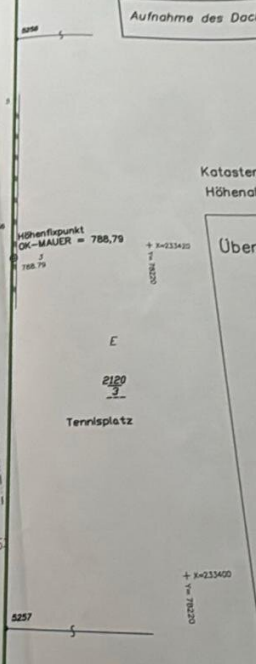 5256
Aufnahme des Dac
Kataster
Höhena
Höhenfixpunkt
OK-MAUER = 788,79
3
788.79
+ X=233420
Y= 78220
Über
E
2120
3
Tennisplatz
+ X=233400
Y= 78220
5257